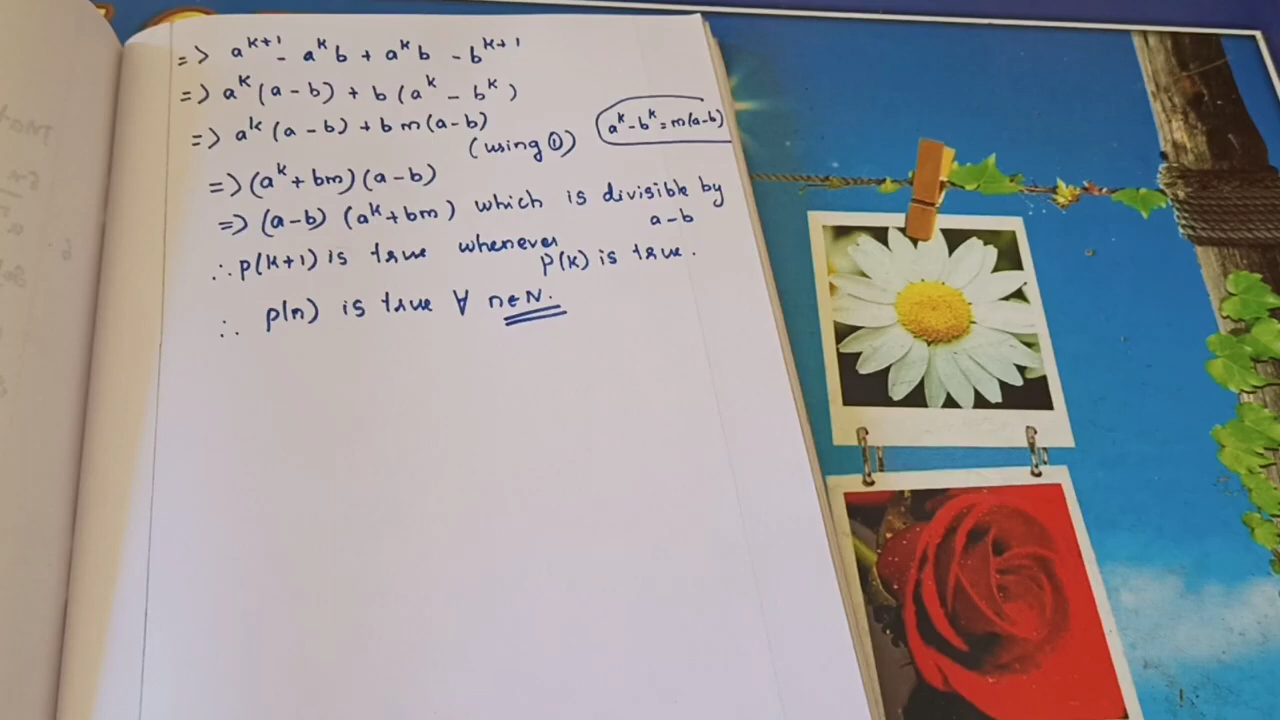 => a^{k+1} - a^k b + a^k b - b^{k+1}
=> a^k (a-b) + b (a^k - b^k)
=> a^k (a-b) + b m (a-b)
(using ①)
a^k - b^k = m(a-b)
=> (a^k + bm) (a-b)
=> (a-b) (a^k + bm) which is divisible by
a-b
∴ P(k+1) is true whenever
P(k) is true.
∴ p(n) is true ∀ n∈N.